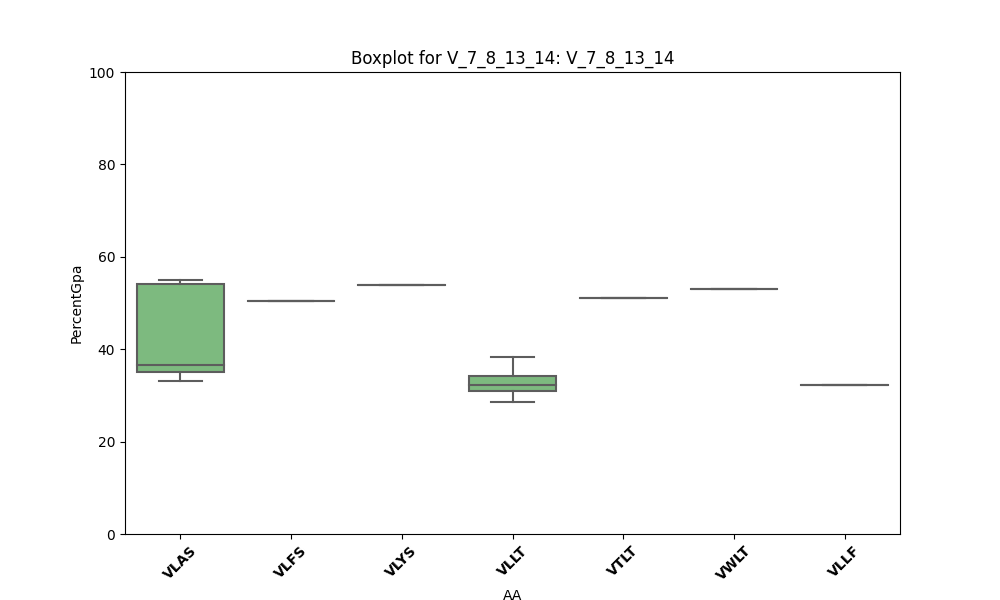 Boxplot for V_7_8_13_14: V_7_8_13_14
100
80
60
40
20
0
PercentGpa
VLAS
VLFS
VLYS
VLLT
VTLT
VWLT
VLLF
AA